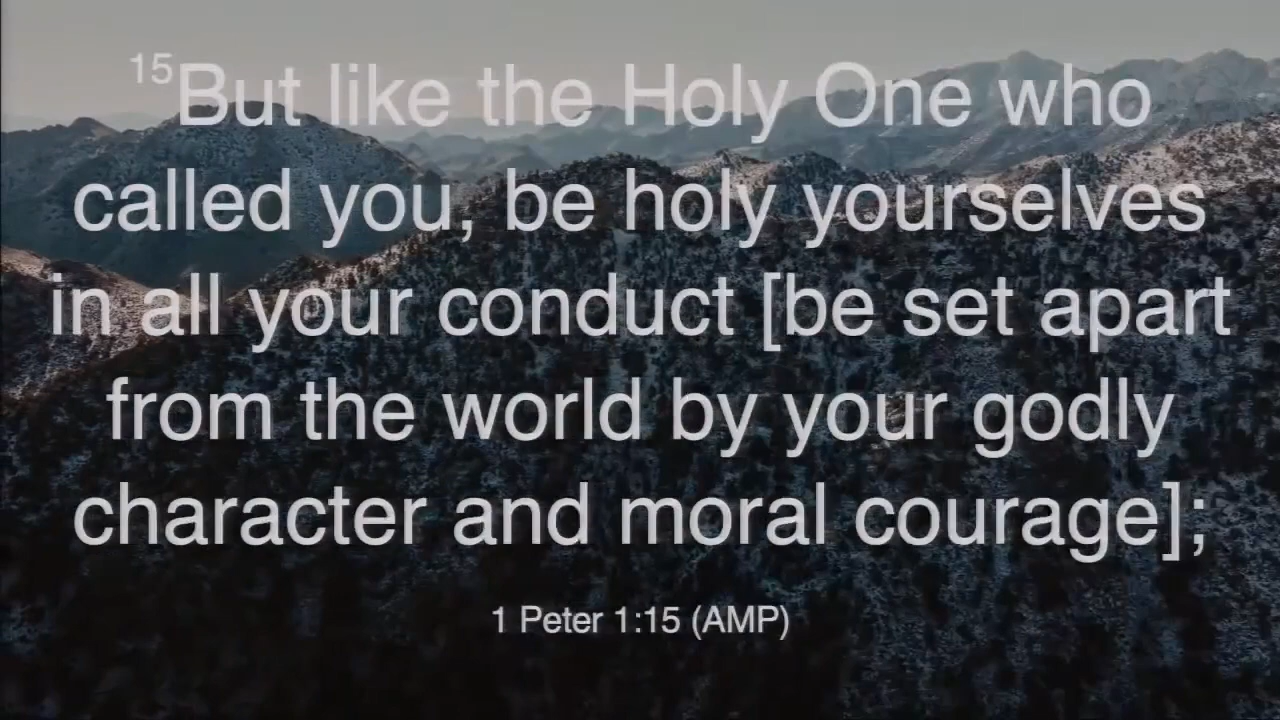 15But like the Holy One who
called you, be holy yourselves
in all your conduct [be set apart
from the world by your godly
character and moral courage];
1 Peter 1:15 (AMP)